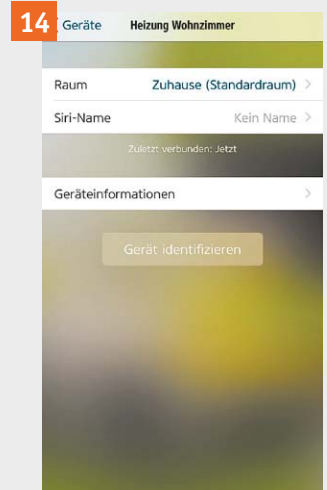 14
Geräte Heizung Wohnzimmer
Raum Zuhause (Standardraum)
Siri-Name Kein Name
Zuletzt verbunden: Jetzt
Geräteinformationen
Gerät identifizieren